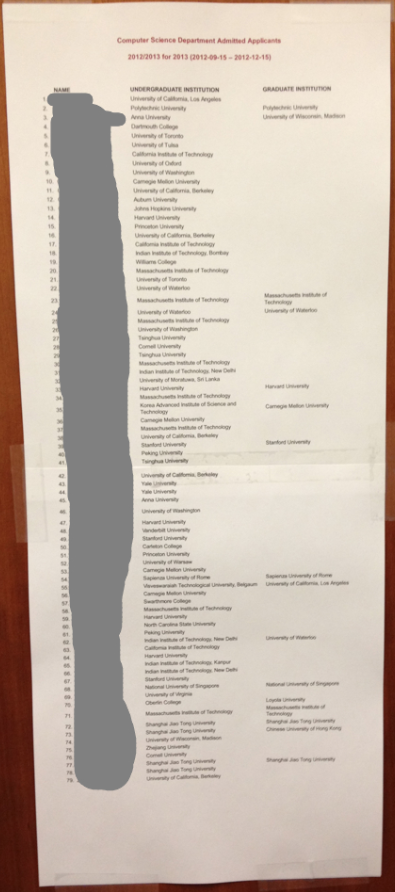 Computer Science Department Admitted Applicants
2012/2013 for 2013 (2012-09-15 – 2012-12-15)
NAME UNDERGRADUATE INSTITUTION GRADUATE INSTITUTION
1. University of California, Los Angeles
2. Polytechnic University Polytechnic University
3. Anna University University of Wisconsin, Madison
4. Dartmouth College
5. University of Toronto
6. University of Tulsa
7. California Institute of Technology
8. University of Oxford
9. University of Washington
10. Carnegie Mellon University
11. University of California, Berkeley
12. Auburn University
13. Johns Hopkins University
14. Harvard University
15. Princeton University
16. University of California, Berkeley
17. California Institute of Technology
18. Indian Institute of Technology, Bombay
19. Williams College
20. Massachusetts Institute of Technology
21. University of Toronto
22. University of Waterloo
23. Massachusetts Institute of Technology Massachusetts Institute of
Technology
24 University of Waterloo University of Waterloo
25 Massachusetts Institute of Technology
26 University of Washington
27 Tsinghua University
28 Cornell University
29. Tsinghua University
30. Massachusetts Institute of Technology
31. Indian Institute of Technology, New Delhi
32. University of Moratuwa, Sri Lanka
33. Harvard University Harvard University
34. Massachusetts Institute of Technology
35. Korea Advanced Institute of Science and
Technology Carnegie Mellon University
36. Carnegie Mellon University
37. Massachusetts Institute of Technology
38. University of California, Berkeley
39. Stanford University Stanford University
40. Peking University
41. Tsinghua University
42. University of California, Berkeley
43. Yale University
44. Yale University
45. Anna University
46. University of Washington
47. Harvard University
48. Vanderbilt University
49. Stanford University
50. Carleton College
51. Princeton University
52. University of Warsaw
53. Carnegie Mellon University
54. Sapienza University of Rome Sapienza University of Rome
55. Visveswaraiah Technological University, Belgaum University of California, Los Angeles
56. Carnegie Mellon University
57. Swarthmore College
58. Massachusetts Institute of Technology
59. Harvard University
60. North Carolina State University
61. Peking University
62. Indian Institute of Technology, New Delhi University of Waterloo
63. California Institute of Technology
64. Harvard University
65. Indian Institute of Technology, Kanpur
66. Indian Institute of Technology, New Delhi
67. Stanford University
68. National University of Singapore National University of Singapore
69. University of Virginia
70. Oberlin College Loyola University
71. Massachusetts Institute of Technology Massachusetts Institute of
Technology
72. Shanghai Jiao Tong University Shanghai Jiao Tong University
73. Shanghai Jiao Tong University Chinese University of Hong Kong
74. University of Wisconsin, Madison
75. Zhejiang University
76. Cornell University
77. Shanghai Jiao Tong University Shanghai Jiao Tong University
78. Shanghai Jiao Tong University
79. University of California, Berkeley